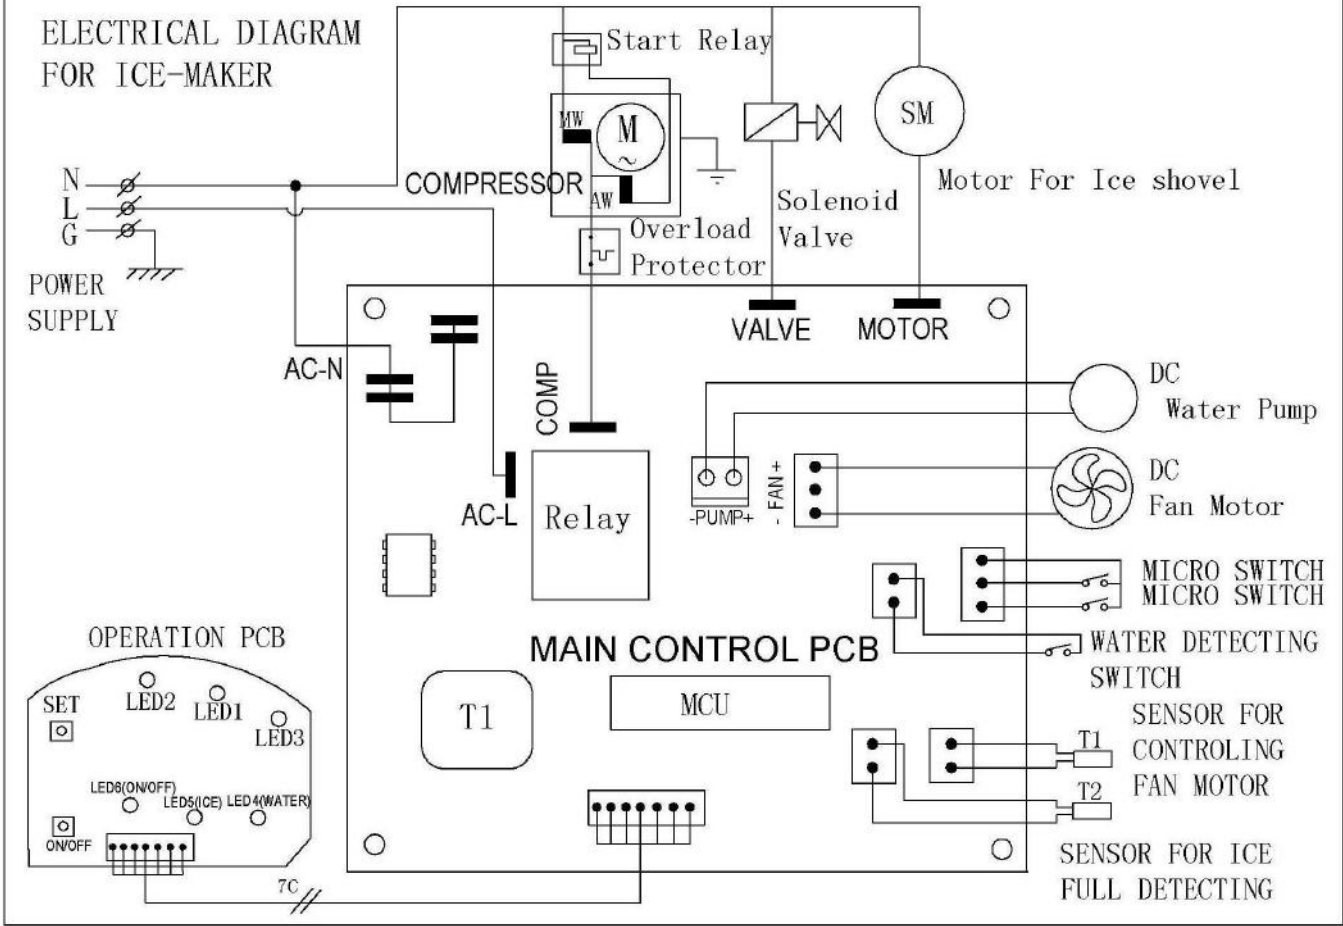 ELECTRICAL DIAGRAM
FOR ICE-MAKER
Start Relay
MW
M
~
SM
N
L
G
COMPRESSOR
AW
Motor For Ice shovel
Solenoid
Valve
Overload
Protector
POWER
SUPPLY
VALVE
MOTOR
AC-N
COMP
DC
Water Pump
AC-L
Relay
-PUMP+
- FAN +
DC
Fan Motor
MICRO SWITCH
MICRO SWITCH
OPERATION PCB
MAIN CONTROL PCB
WATER DETECTING
SWITCH
SET
LED2
LED1
LED3
T1
MCU
SENSOR FOR
CONTROLING
FAN MOTOR
T1
T2
LED6(ON/OFF)
LED5(ICE)
LED4(WATER)
ON/OFF
7C
SENSOR FOR ICE
FULL DETECTING